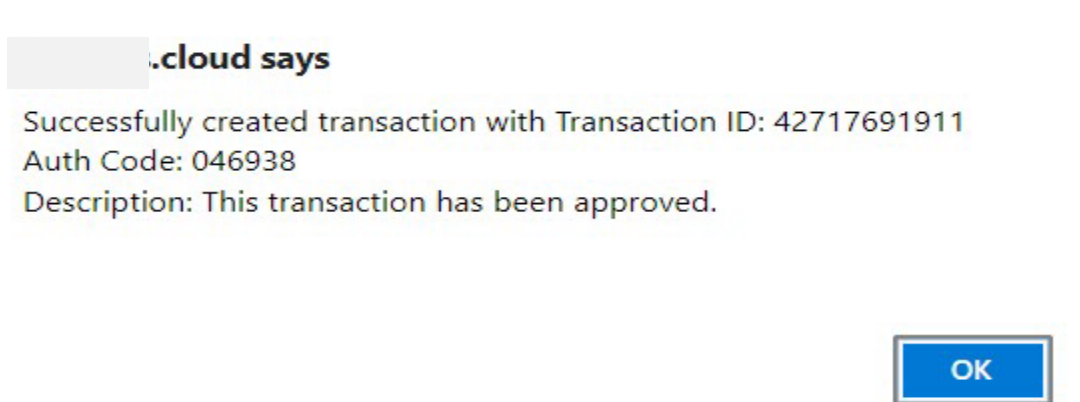 .cloud says
Successfully created transaction with Transaction ID: 42717691911
Auth Code: 046938
Description: This transaction has been approved.
OK